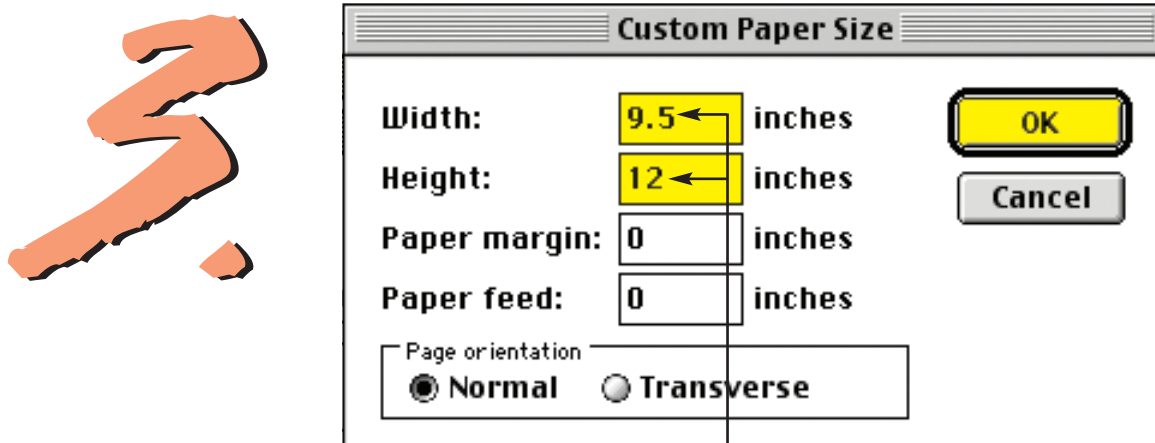 3.
Custom Paper Size
Width: 9.5 inches
OK
Height: 12 inches
Cancel
Paper margin: 0 inches
Paper feed: 0 inches
Page orientation
Normal Transverse